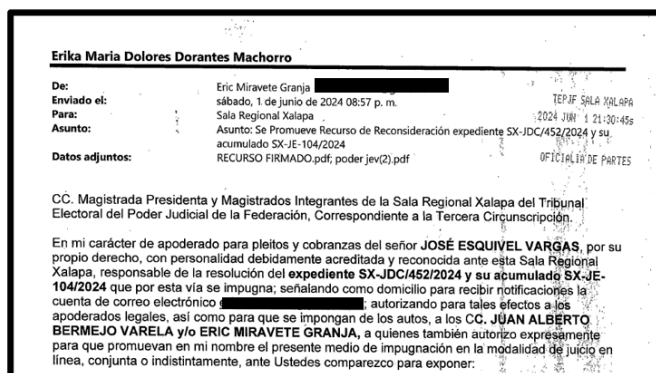 Erika Maria Dolores Dorantes Machorro
De: Eric Miravete Granja
Enviado el: sábado, 1 de junio de 2024 08:57 p. m.
Para: Sala Regional Xalapa
Asunto: Asunto: Se Promueve Recurso de Reconsideración expediente SX-JDC/452/2024 y su
acumulado SX-JE-104/2024
Datos adjuntos: RECURSO FIRMADO.pdf; poder jev(2).pdf
TEPJF SALA XALAPA
2024 JUN 1 21:30:45s
OFICIALIA DE PARTES
CC. Magistrada Presidenta y Magistrados Integrantes de la Sala Regional Xalapa del Tribunal
Electoral del Poder Judicial de la Federación, Correspondiente a la Tercera Circunscripción.
En mi carácter de apoderado para pleitos y cobranzas del señor JOSÉ ESQUIVEL VARGAS, por su
propio derecho, con personalidad debidamente acreditada y reconocida ante esta Sala Regional
Xalapa, responsable de la resolución del expediente SX-JDC/452/2024 y su acumulado SX-JE-
104/2024 que por esta vía se impugna; señalando como domicilio para recibir notificaciones la
cuenta de correo electrónico ; autorizando para tales efectos a los
apoderados legales, así como para que se impongan de los autos, a los CC. JUAN ALBERTO
BERMEJO VARELA y/o ERIC MIRAVETE GRANJA, a quienes también autorizo expresamente
para que promuevan en mi nombre el presente medio de impugnación en la modalidad de juicio en
línea, conjunta o indistintamente, ante Ustedes comparezco para exponer: